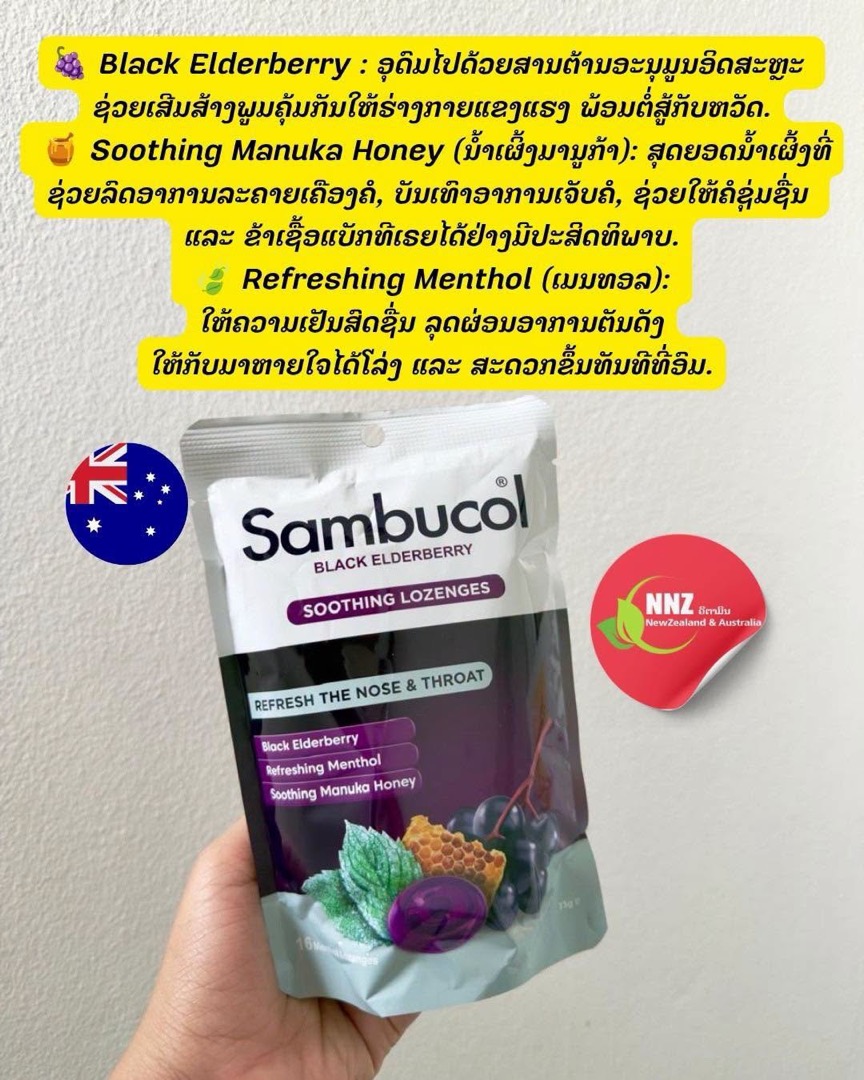 🍇 Black Elderberry : ອຸດົມໄປດ້ວຍສານຕ້ານອະນຸມູນອິດສະຫຼະ
ຊ່ວຍເສີມສ້າງພູມຄຸ້ມກັນໃຫ້ຮ່າງກາຍແຂງແຮງ ພ້ອມຕໍ່ສູ້ກັບຫວັດ.
🍯 Soothing Manuka Honey (ນ້ຳເຜິ້ງມານູກ້າ): ສຸດຍອດນ້ຳເຜິ້ງທີ່
ຊ່ວຍລົດອາການລະຄາຍເຄືອງຄໍ, ບັນເທົາອາການເຈັບຄໍ, ຊ່ວຍໃຫ້ຄໍຊຸ່ມຊື່ນ
ແລະ ຂ້າເຊື້ອແບັກທີເຣຍໄດ້ຢ່າງມີປະສິດທິພາບ.
🍃 Refreshing Menthol (ເມນທອລ):
ໃຫ້ຄວາມເຢັນສົດຊື່ນ ລຸດຜ່ອນອາການຕັນດັງ
ໃຫ້ກັບມາຫາຍໃຈໄດ້ໂລ່ງ ແລະ ສະດວກຂຶ້ນທັນທີທີ່ອົມ.
Sambucol®
BLACK ELDERBERRY
SOOTHING LOZENGES
NNZ ວິຕາມິນ
NewZealand & Australia
REFRESH THE NOSE & THROAT
Black Elderberry
Refreshing Menthol
Soothing Manuka Honey
16